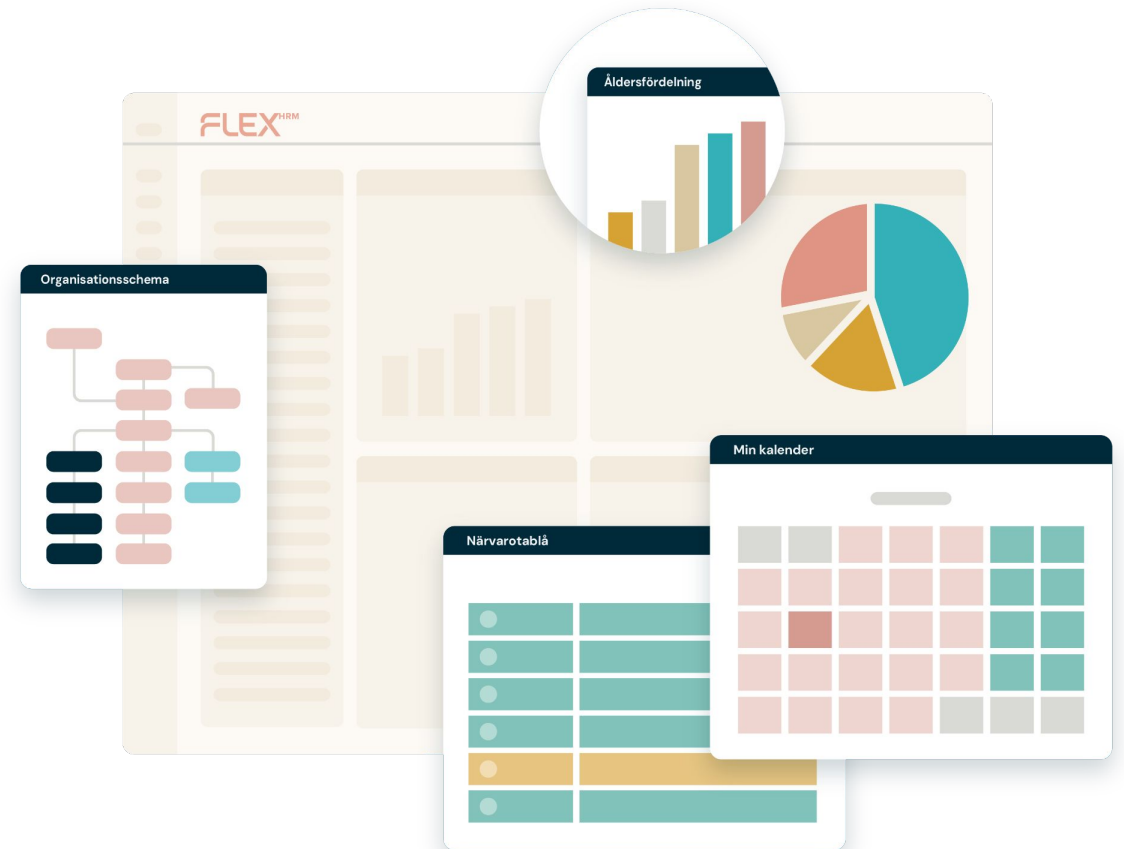 Åldersfördelning
FLEX HRM
Organisationsschema
Min kalender
Närvarotablå